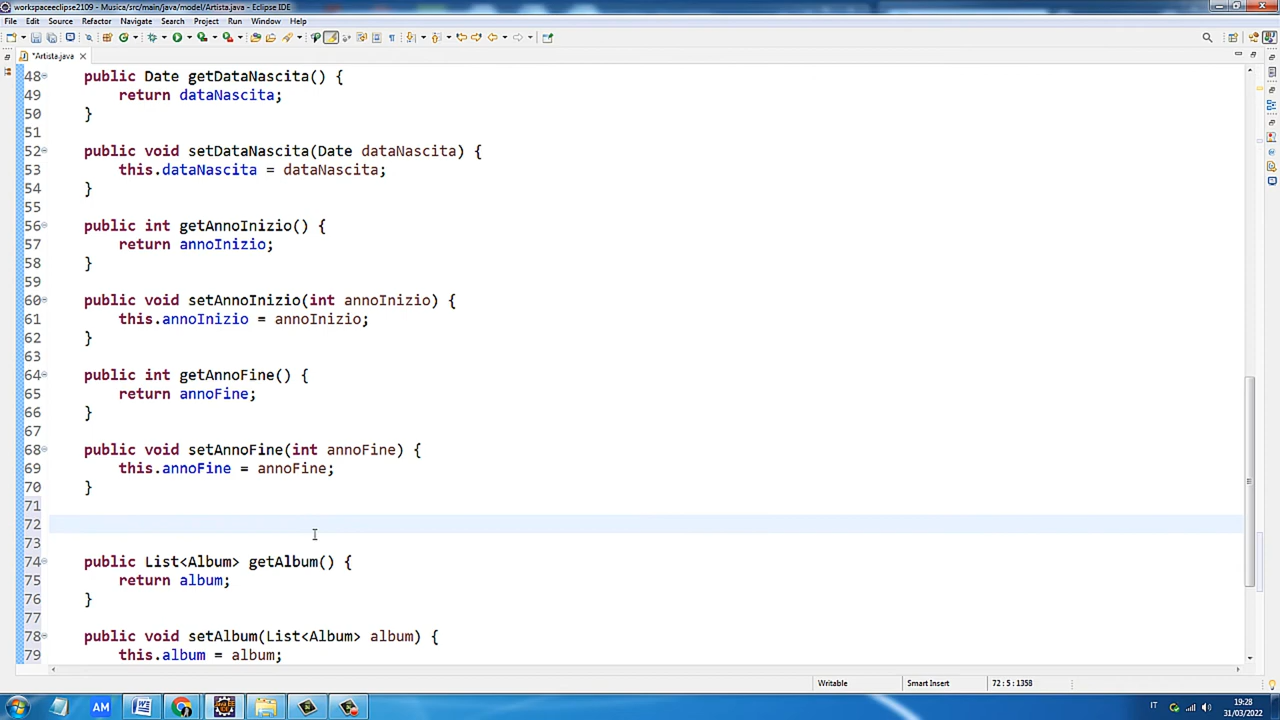 workspaceeclipse2109 - Musica/src/main/java/model/Artista.java - Eclipse IDE
File Edit Source Refactor Navigate Search Project Run Window Help
*Artista.java
48 public Date getDataNascita() {
49 return dataNascita;
50 }
51
52 public void setDataNascita(Date dataNascita) {
53 this.dataNascita = dataNascita;
54 }
55
56 public int getAnnoInizio() {
57 return annoInizio;
58 }
59
60 public void setAnnoInizio(int annoInizio) {
61 this.annoInizio = annoInizio;
62 }
63
64 public int getAnnoFine() {
65 return annoFine;
66 }
67
68 public void setAnnoFine(int annoFine) {
69 this.annoFine = annoFine;
70 }
71
72
73
74 public List<Album> getAlbum() {
75 return album;
76 }
77
78 public void setAlbum(List<Album> album) {
79 this.album = album;
Writable Smart Insert 72 : 5 : 1358
AM IT 19:28
31/03/2022